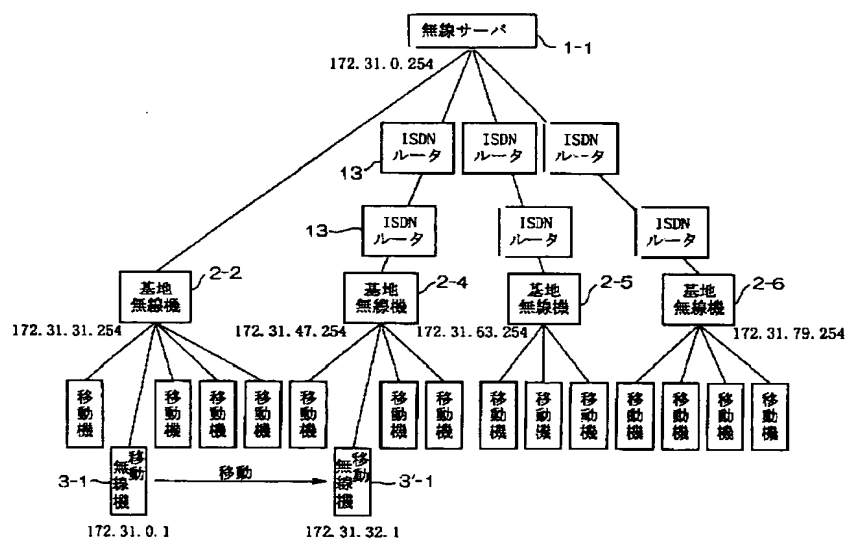 無線サーバ
1-1
172.31.0.254
ISDN
ルータ
ISDN
ルータ
ISDN
ルータ
13
ISDN
ルータ
ISDN
ルータ
ISDN
ルータ
13
基地
無線機
2-2
基地
無線機
2-4
基地
無線機
2-5
基地
無線機
2-6
172.31.31.254
172.31.47.254
172.31.63.254
172.31.79.254
移動機
移動機
移動機
移動機
移動機
移動機
移動機
移動機
移動機
移動機
移動機
移動機
移動機
移動機
3-1
移動
無線機
移動
移動
無線機
3'-1
172.31.0.1
172.31.32.1